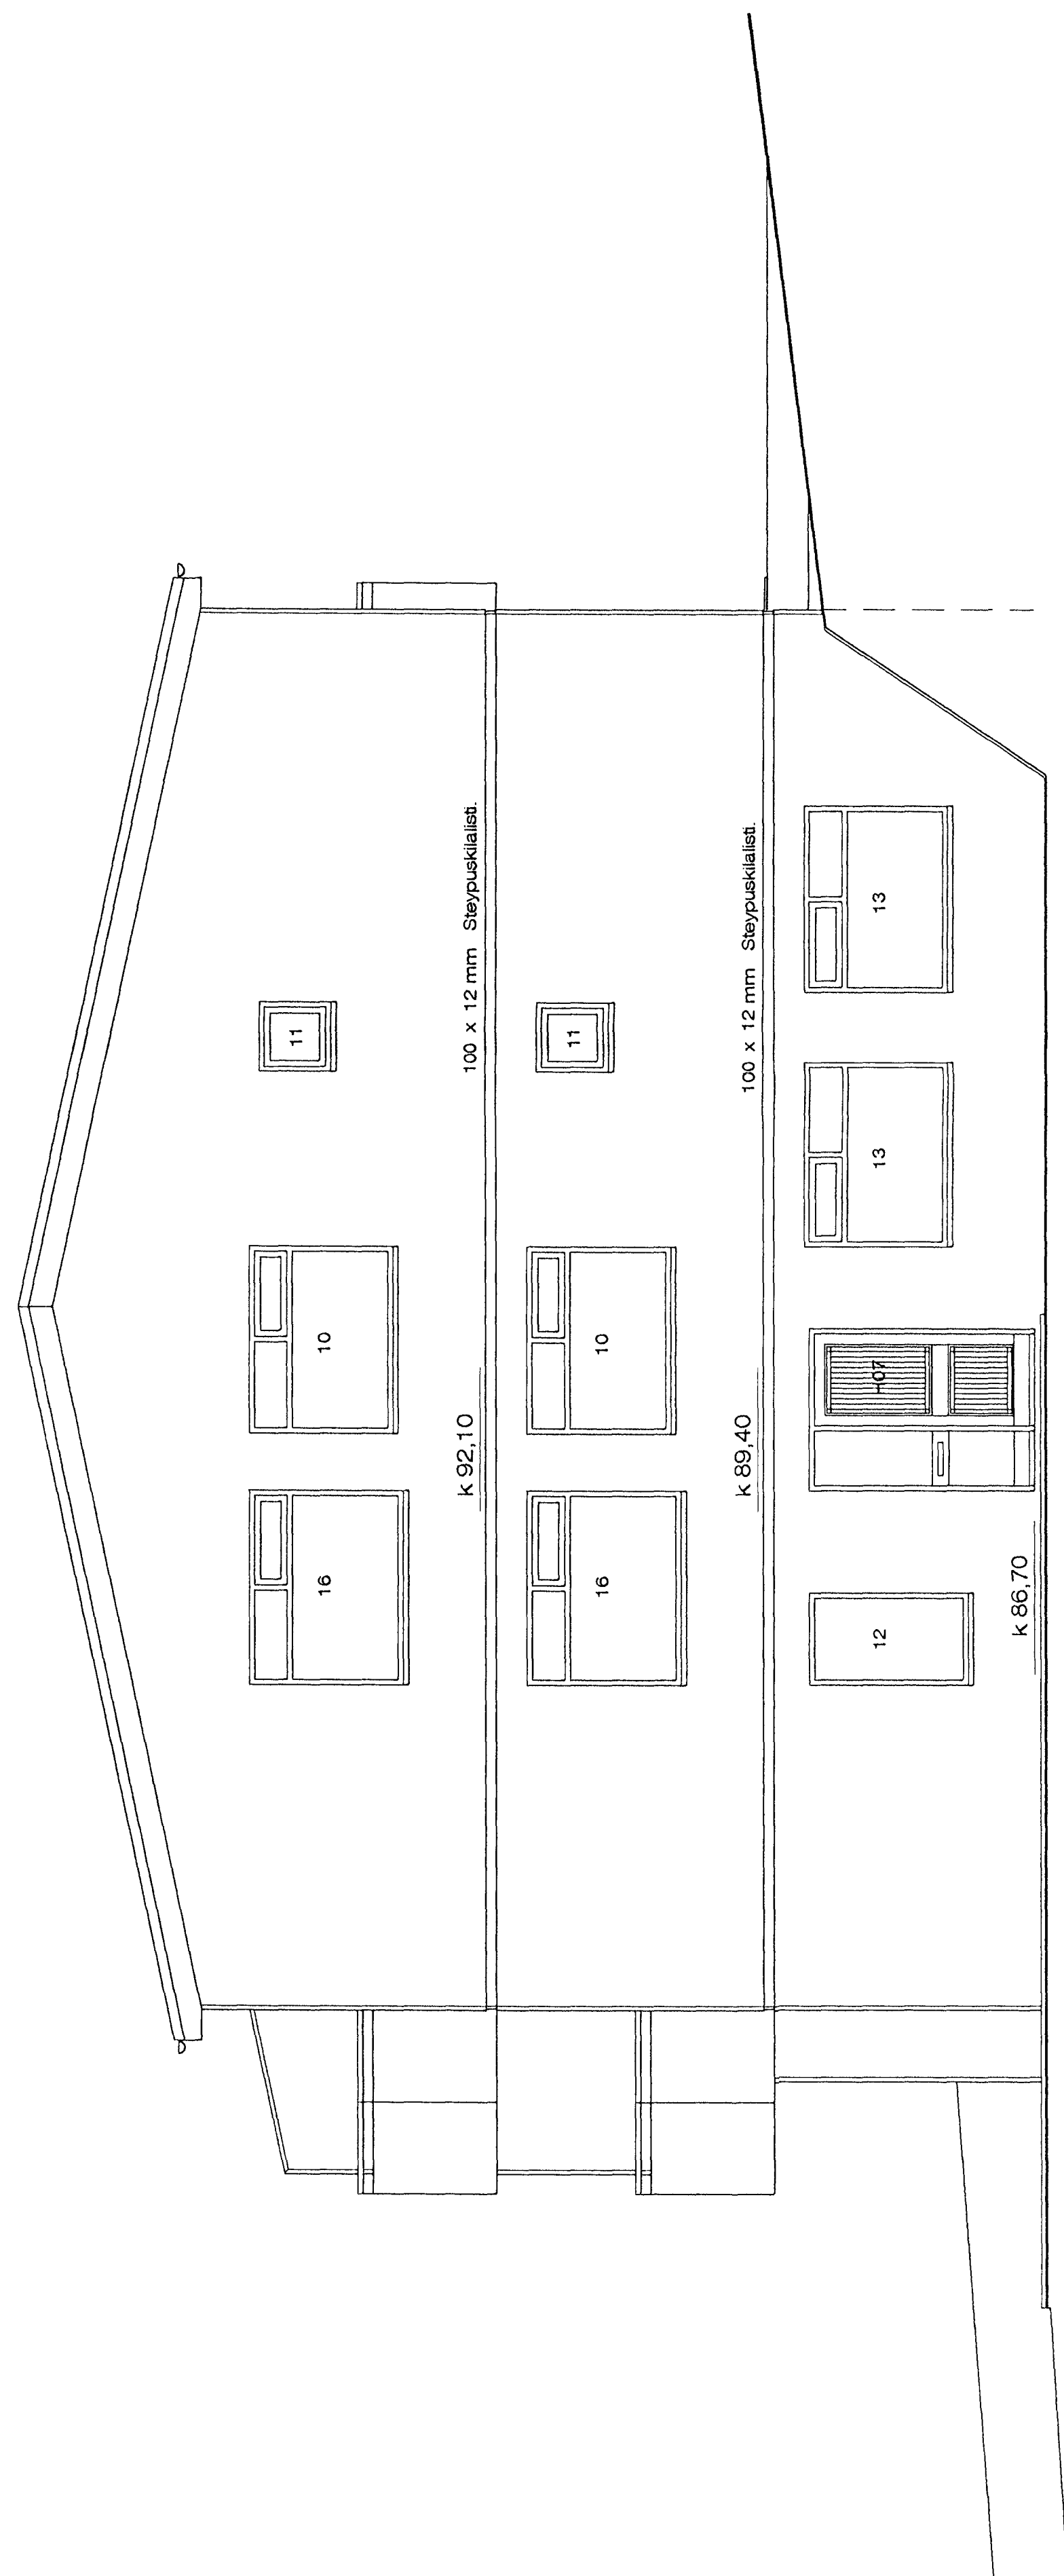 16 10 11
k 92,10 100 x 12 mm Steypuskilalisti.
16 10 11
k 89,40 100 x 12 mm Steypuskilalisti.
12 13 13
k 86,70